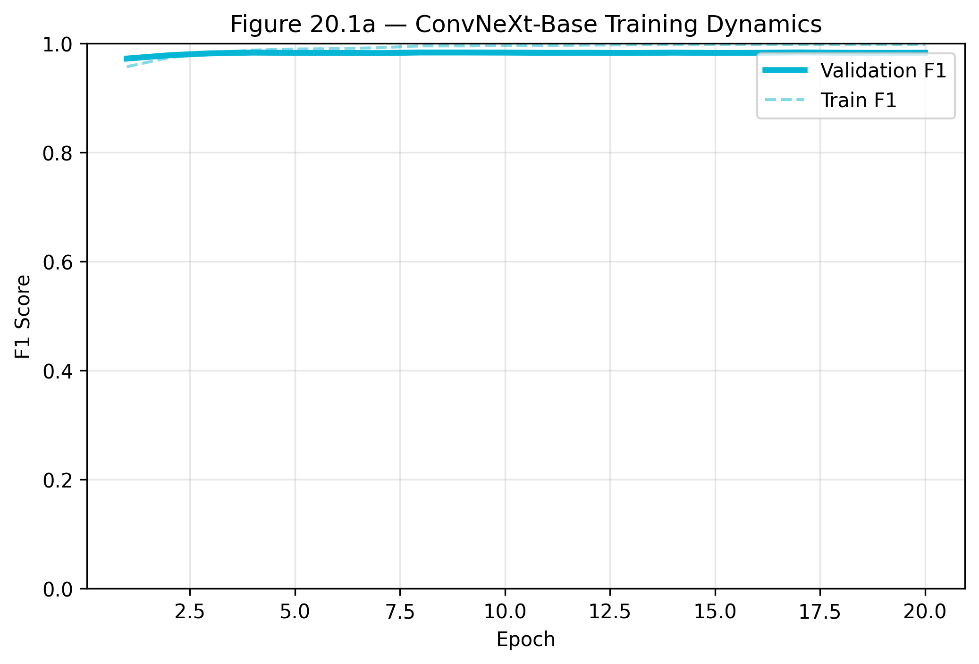 Figure 20.1a — ConvNeXt-Base Training Dynamics
Validation F1
Train F1
F1 Score
1.0
0.8
0.6
0.4
0.2
0.0
2.5 5.0 7.5 10.0 12.5 15.0 17.5 20.0
Epoch